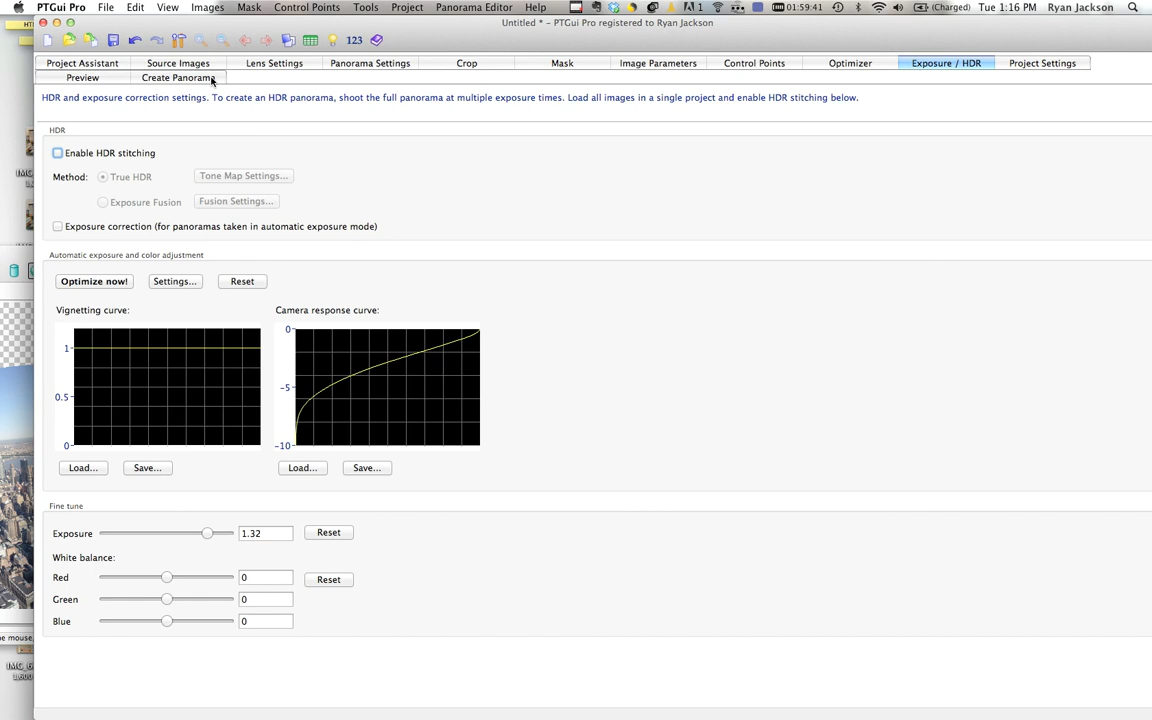 PTGui Pro File Edit View Images Mask Control Points Tools Project Panorama Editor Help 1 01:59:41 (Charged) Tue 1:16 PM Ryan Jackson
Untitled * – PTGui Pro registered to Ryan Jackson
123
Project Assistant Source Images Lens Settings Panorama Settings Crop Mask Image Parameters Control Points Optimizer Exposure / HDR Project Settings
Preview Create Panorama
HDR and exposure correction settings. To create an HDR panorama, shoot the full panorama at multiple exposure times. Load all images in a single project and enable HDR stitching below.
HDR
Enable HDR stitching
Method: True HDR Tone Map Settings...
Exposure Fusion Fusion Settings...
Exposure correction (for panoramas taken in automatic exposure mode)
Automatic exposure and color adjustment
Optimize now! Settings... Reset
Vignetting curve: Camera response curve:
1 0.5 0
0 -5 -10
Load... Save... Load... Save...
Fine tune
Exposure 1.32 Reset
White balance:
Red 0 Reset
Green 0
Blue 0
e mouse.
IMC_6
1,600